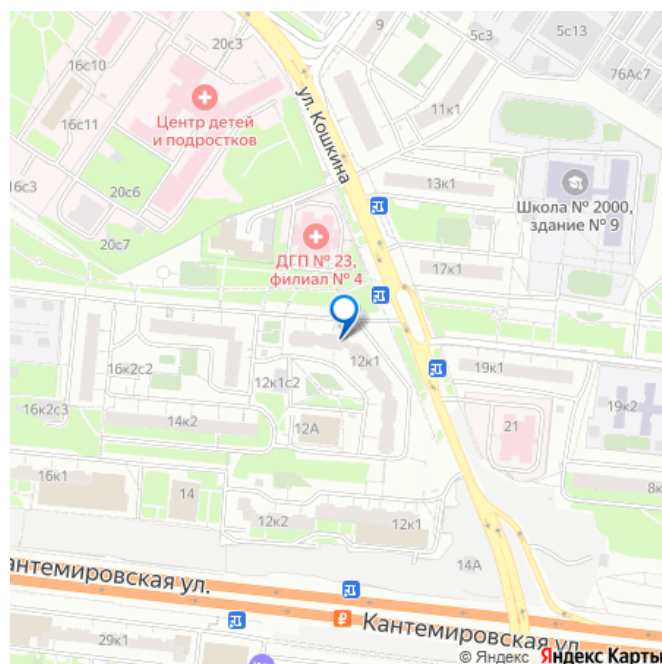 9
5с3
5с13
20с3
16с10
76Ас7
11к1
Центр детей
и подростков
16с11
ул. Кошкина
Школа № 2000,
здание № 9
13к1
16с3
20с6
20с7
ДГП № 23,
филиал № 4
17к1
12к1
16к2с2
12к1с2
19к1
16к2с3
14к2
12А
19к2
21
16к1
14
8к
12к2
12к1
14А
Кантемировская ул.
29к1
Кантемировская ул.
© Яндекс Яндекс Карты